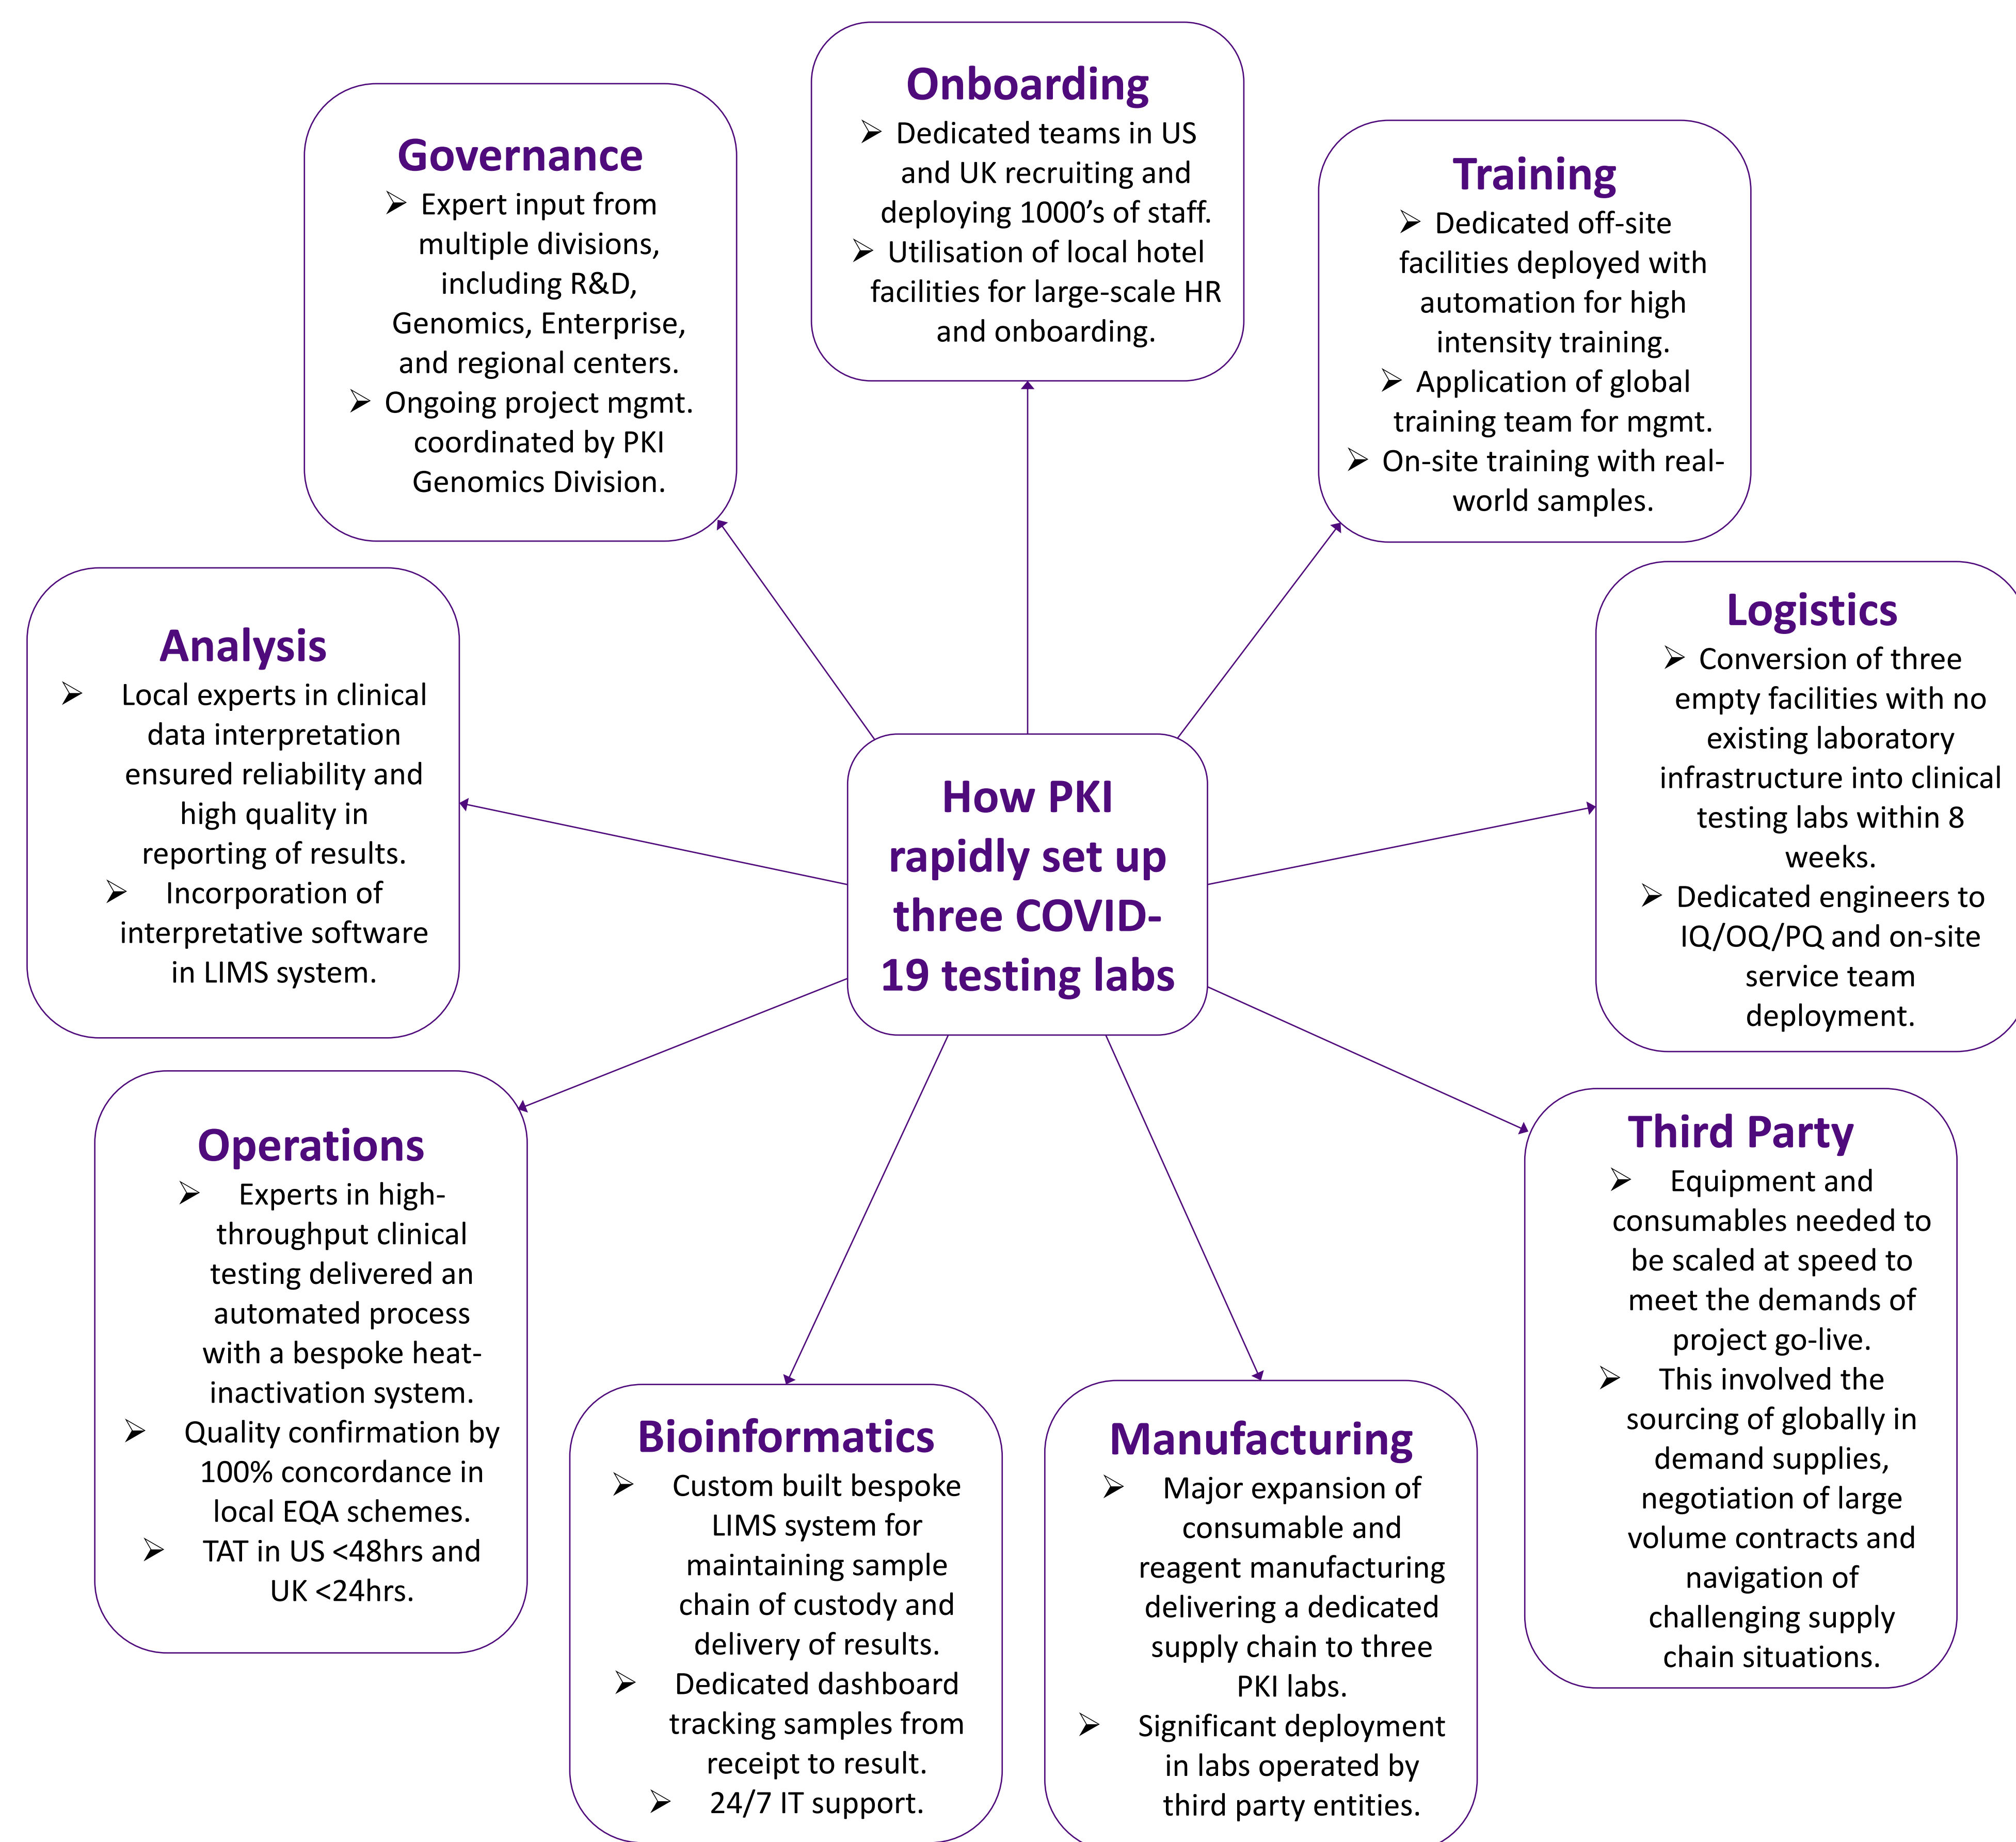 Onboarding
➢ Dedicated teams in US
and UK recruiting and
deploying 1000’s of staff.
➢ Utilisation of local hotel
facilities for large-scale HR
and onboarding.
Governance
➢ Expert input from
multiple divisions,
including R&D,
Genomics, Enterprise,
and regional centers.
➢ Ongoing project mgmt.
coordinated by PKI
Genomics Division.
Training
➢ Dedicated off-site
facilities deployed with
automation for high
intensity training.
➢ Application of global
training team for mgmt.
➢ On-site training with real-
world samples.
Analysis
➢ Local experts in clinical
data interpretation
ensured reliability and
high quality in
reporting of results.
➢ Incorporation of
interpretative software
in LIMS system.
How PKI
rapidly set up
three COVID-
19 testing labs
Logistics
➢ Conversion of three
empty facilities with no
existing laboratory
infrastructure into clinical
testing labs within 8
weeks.
➢ Dedicated engineers to
IQ/OQ/PQ and on-site
service team
deployment.
Operations
➢ Experts in high-
throughput clinical
testing delivered an
automated process
with a bespoke heat-
inactivation system.
➢ Quality confirmation by
100% concordance in
local EQA schemes.
➢ TAT in US <48hrs and
UK <24hrs.
Bioinformatics
➢ Custom built bespoke
LIMS system for
maintaining sample
chain of custody and
delivery of results.
➢ Dedicated dashboard
tracking samples from
receipt to result.
➢ 24/7 IT support.
Manufacturing
➢ Major expansion of
consumable and
reagent manufacturing
delivering a dedicated
supply chain to three
PKI labs.
➢ Significant deployment
in labs operated by
third party entities.
Third Party
➢ Equipment and
consumables needed to
be scaled at speed to
meet the demands of
project go-live.
➢ This involved the
sourcing of globally in
demand supplies,
negotiation of large
volume contracts and
navigation of
challenging supply
chain situations.